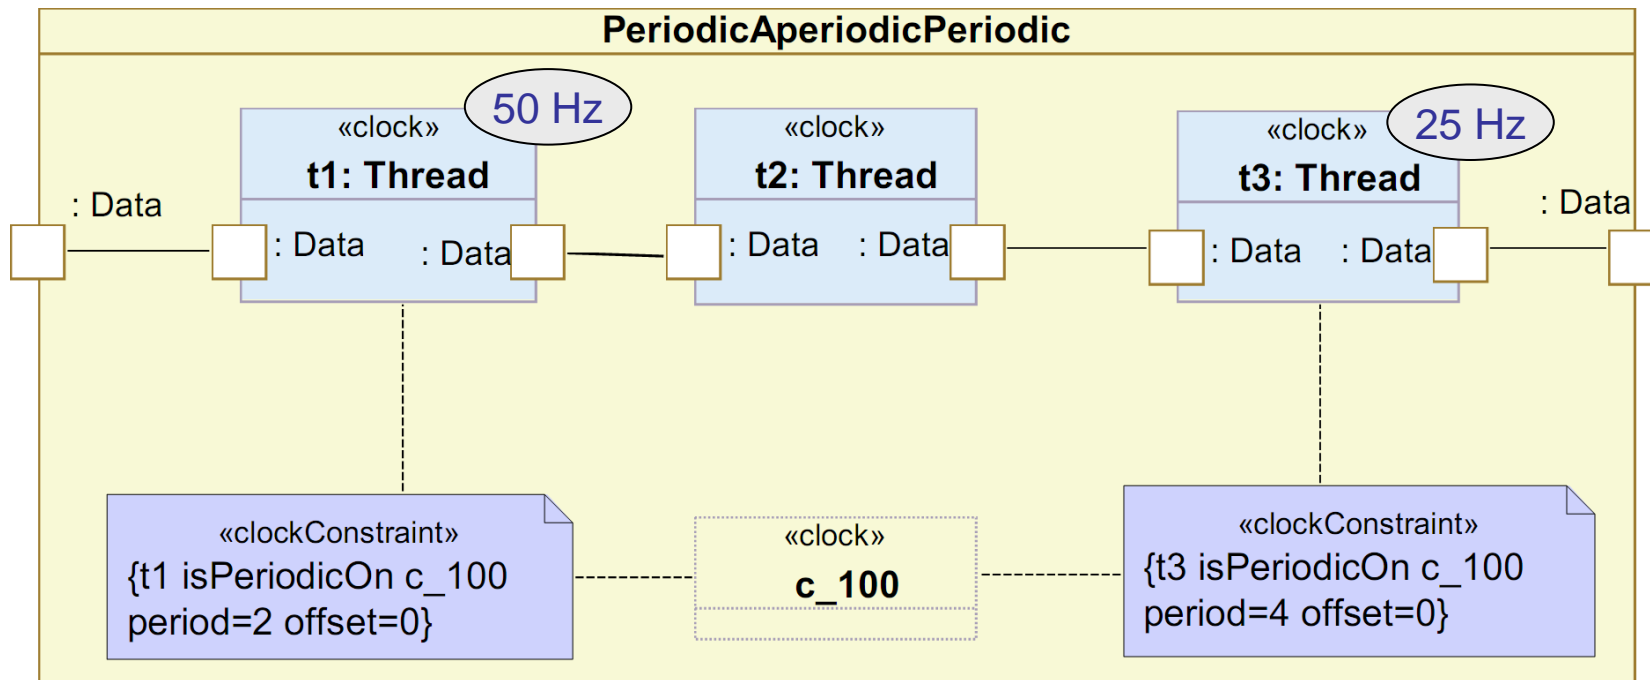 PeriodicAperiodicPeriodic
«clock»
50 Hz
t1: Thread
«clock»
t2: Thread
«clock»
25 Hz
t3: Thread
: Data
: Data
: Data
: Data
: Data
: Data
: Data
: Data
«clockConstraint»
{t1 isPeriodicOn c_100
period=2 offset=0}
«clock»
c_100
«clockConstraint»
{t3 isPeriodicOn c_100
period=4 offset=0}